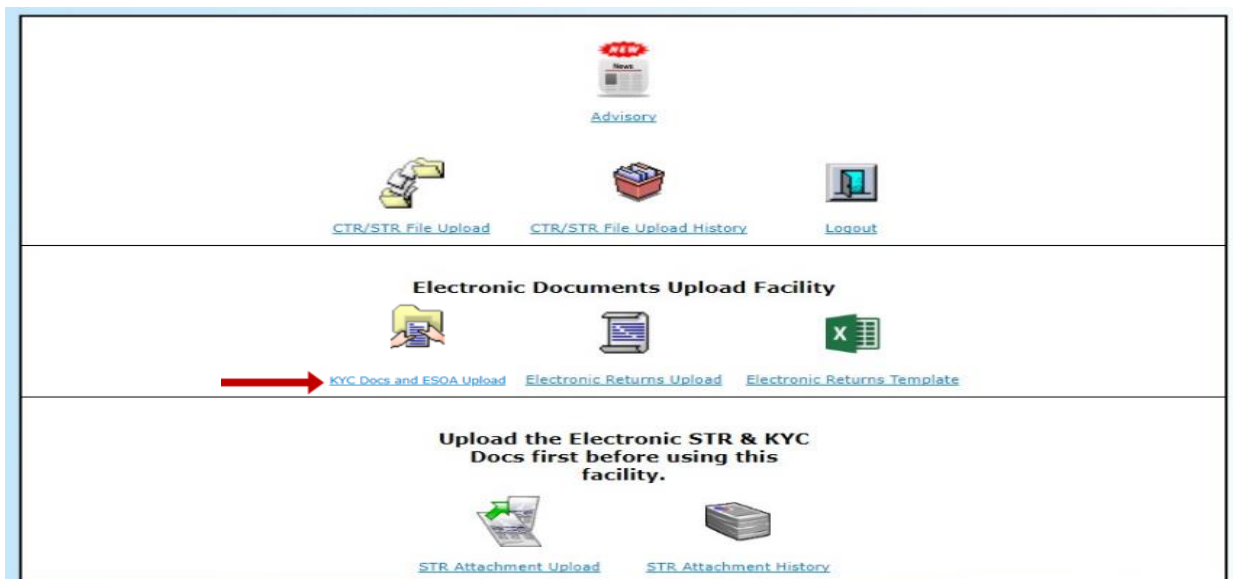 NEW
News
Advisory
CTR/STR File Upload CTR/STR File Upload History Logout
Electronic Documents Upload Facility
X
KYC Docs and ESOA Upload Electronic Returns Upload Electronic Returns Template
Upload the Electronic STR & KYC
Docs first before using this
facility.
STR Attachment Upload STR Attachment History